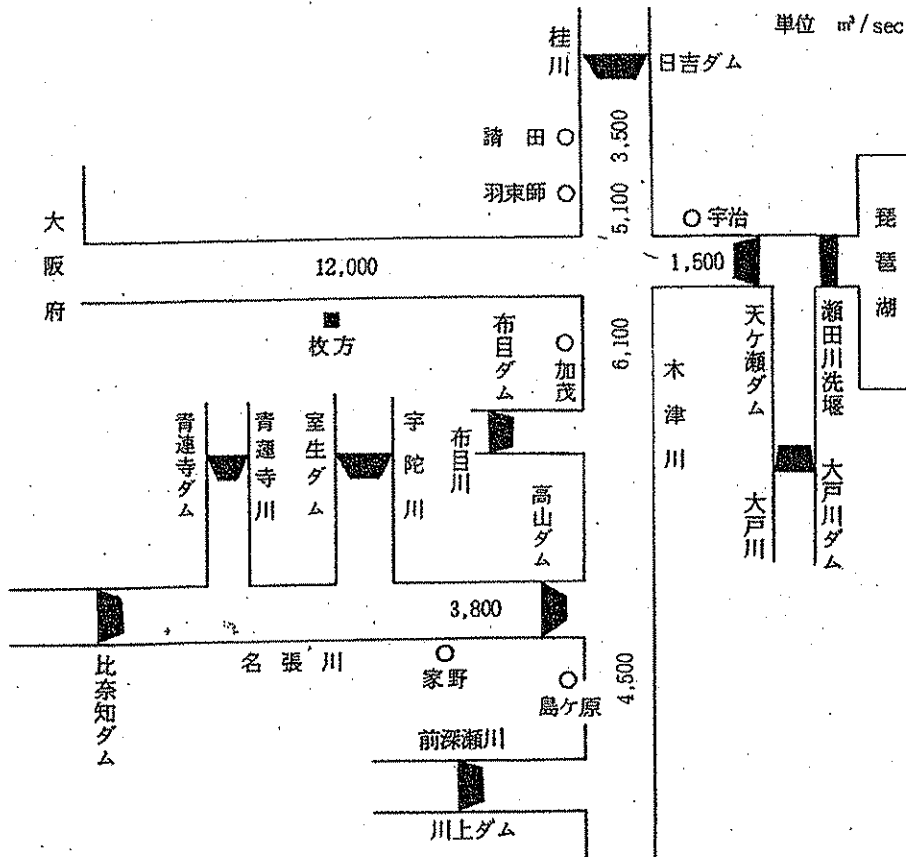 単位 m³/sec
桂川
日吉ダム
請田
3,500
羽束師
5,100
宇治
大阪府
琵琶湖
12,000
1,500
枚方
布目ダム
加茂
6,100
木津川
天ケ瀬ダム
瀬田川洗堰
青蓮寺ダム
青蓮寺川
室生ダム
宇陀川
布目川
高山ダム
大戸川
大戸川ダム
3,800
名張川
家野
比奈知ダム
島ケ原
4,500
前深瀬川
川上ダム